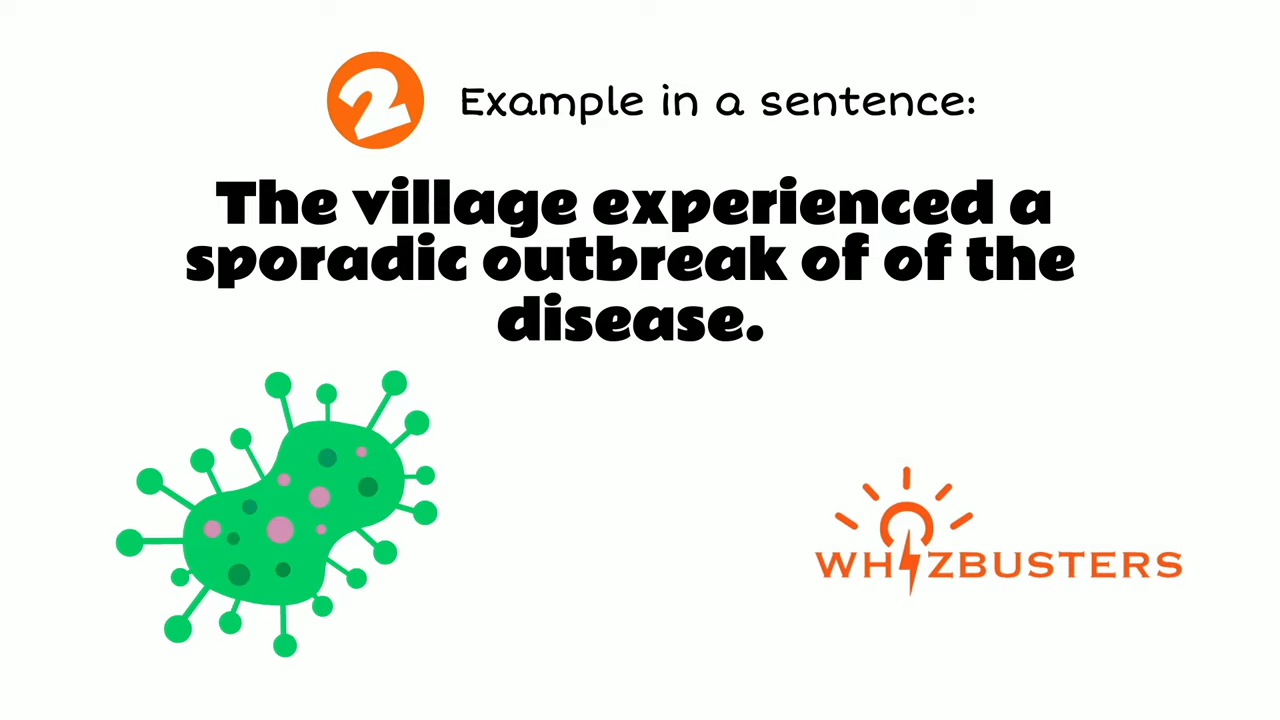 2 Example in a sentence:
The village experienced a
sporadic outbreak of of the
disease.
WHIZBUSTERS